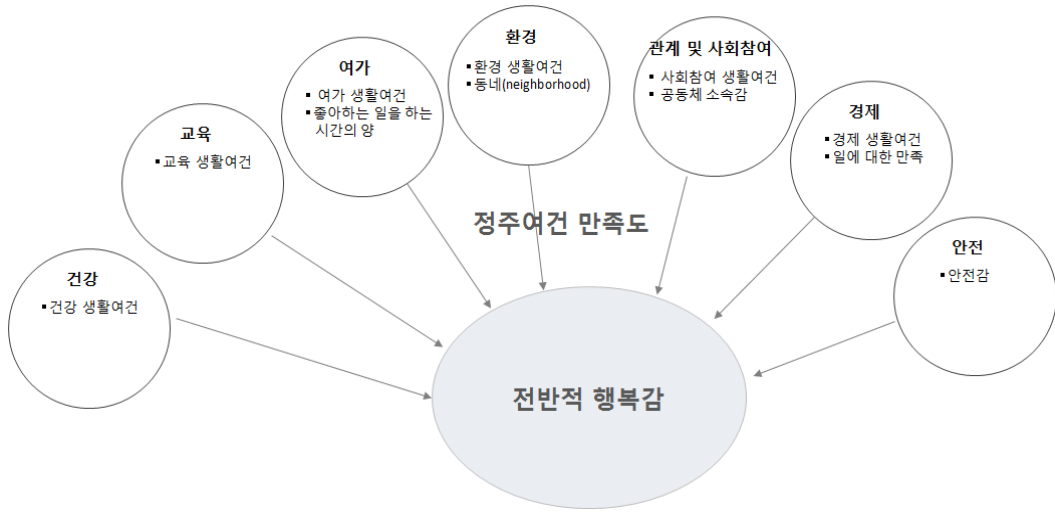 건강
▪ 건강 생활여건
교육
▪ 교육 생활여건
여가
▪ 여가 생활여건
▪ 좋아하는 일을 하는
시간의 양
환경
▪ 환경 생활여건
▪ 동네(neighborhood)
관계 및 사회참여
▪ 사회참여 생활여건
▪ 공동체 소속감
경제
▪ 경제 생활여건
▪ 일에 대한 만족
안전
▪ 안전감
정주여건 만족도
전반적 행복감